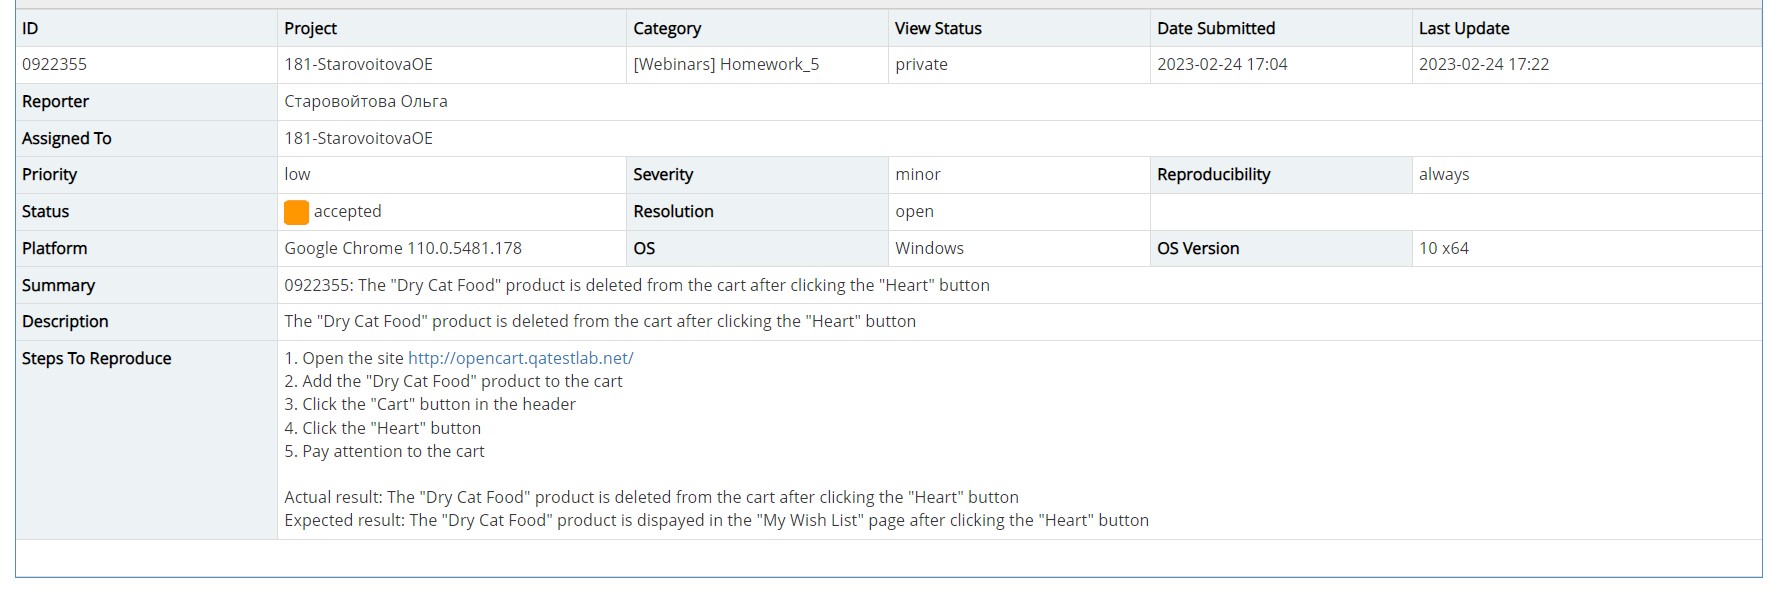 ID Project Category View Status Date Submitted Last Update
0922355 181-StarovoitovaOE [Webinars] Homework_5 private 2023-02-24 17:04 2023-02-24 17:22
Reporter Старовойтова Ольга
Assigned To 181-StarovoitovaOE
Priority low Severity minor Reproducibility always
Status accepted Resolution open
Platform Google Chrome 110.0.5481.178 OS Windows OS Version 10 x64
Summary 0922355: The "Dry Cat Food" product is deleted from the cart after clicking the "Heart" button
Description The "Dry Cat Food" product is deleted from the cart after clicking the "Heart" button
Steps To Reproduce 1. Open the site http://opencart.qatestlab.net/
2. Add the "Dry Cat Food" product to the cart
3. Click the "Cart" button in the header
4. Click the "Heart" button
5. Pay attention to the cart
Actual result: The "Dry Cat Food" product is deleted from the cart after clicking the "Heart" button
Expected result: The "Dry Cat Food" product is dispayed in the "My Wish List" page after clicking the "Heart" button